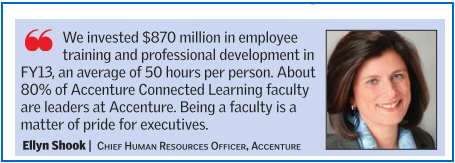 We invested $870 million in employee
training and professional development in
FY13, an average of 50 hours per person. About
80% of Accenture Connected Learning faculty
are leaders at Accenture. Being a faculty is a
matter of pride for executives.
Ellyn Shook | CHIEF HUMAN RESOURCES OFFICER, ACCENTURE